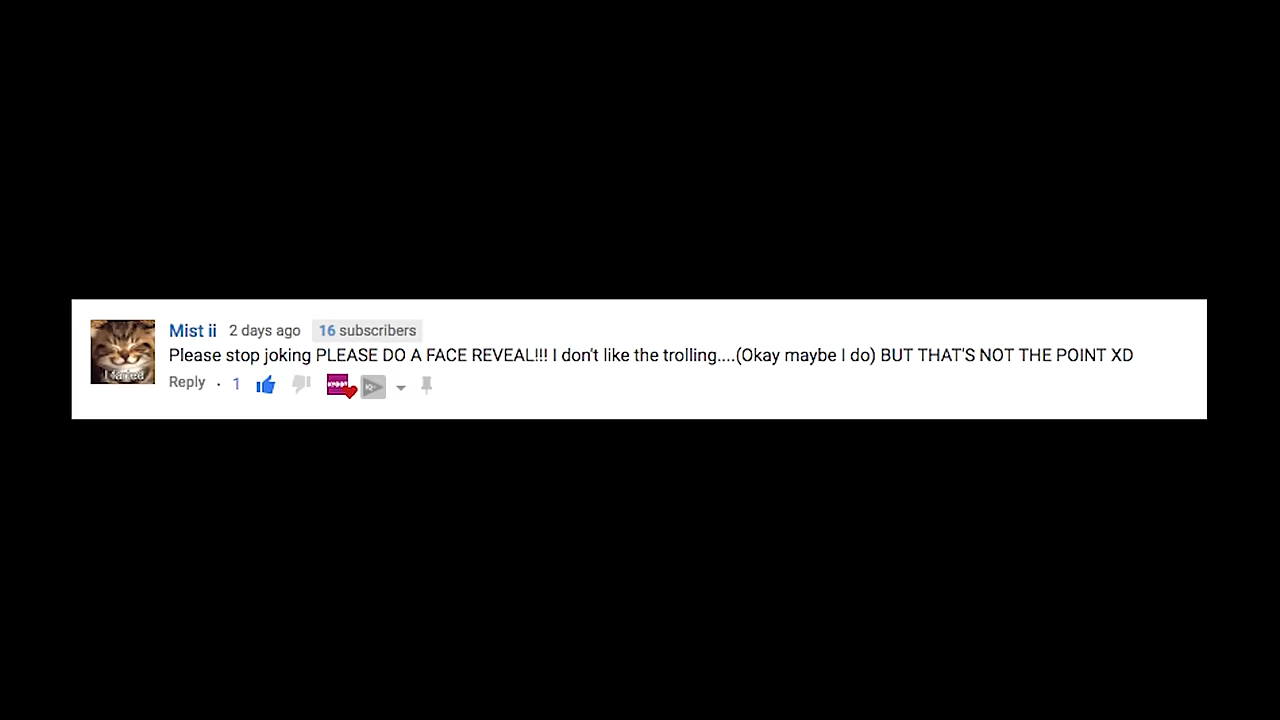 Mist ii 2 days ago 16 subscribers
Please stop joking PLEASE DO A FACE REVEAL!!! I don't like the trolling....(Okay maybe I do) BUT THAT'S NOT THE POINT XD
Reply · 1